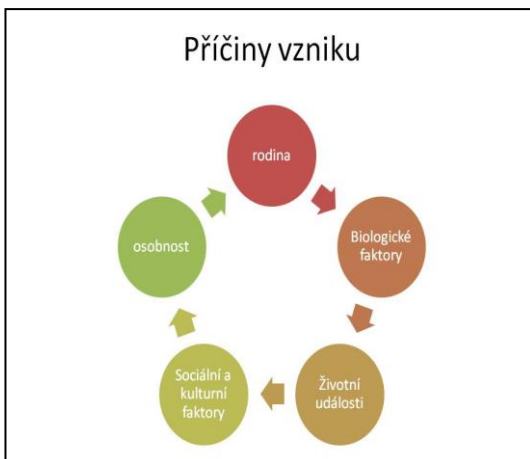 Příčiny vzniku
rodina
Biologické
faktory
Životní
události
Sociální a
kulturní
faktory
osobnost